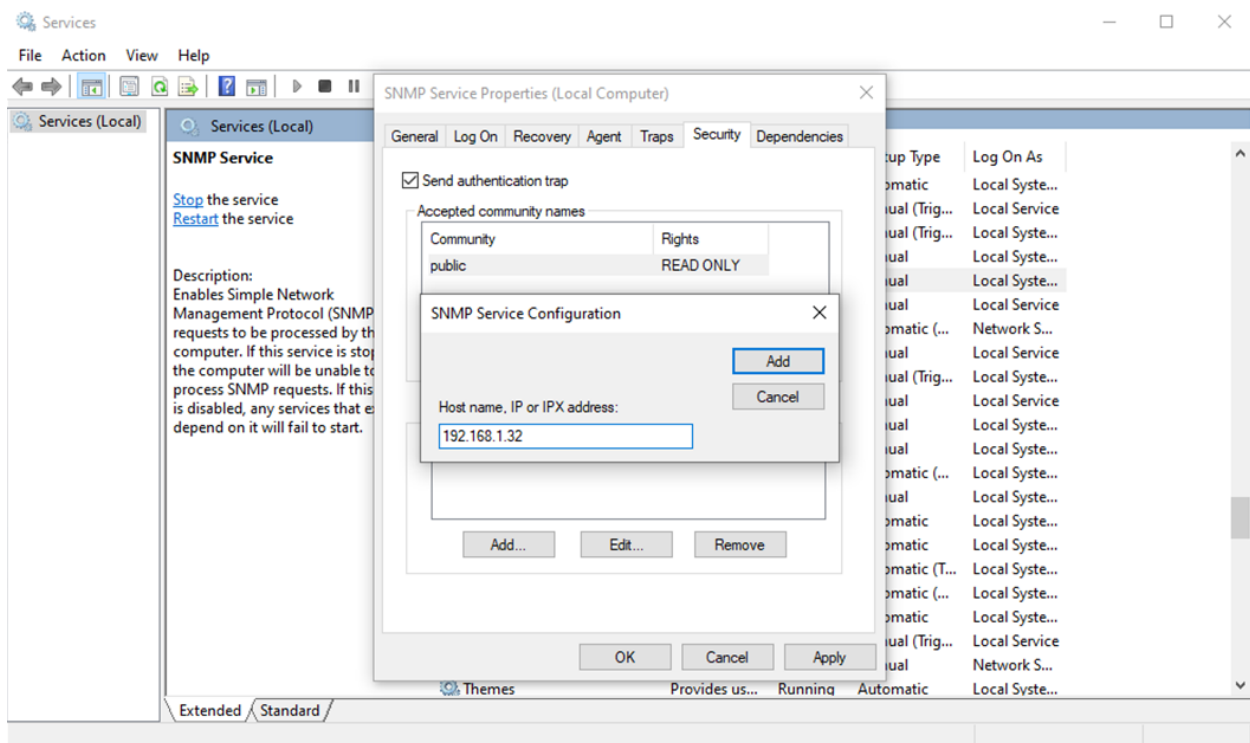 Services
File Action View Help
Services (Local)
Services (Local)
SNMP Service
Stop the service
Restart the service
Description:
Enables Simple Network
Management Protocol (SNMP
requests to be processed by th
computer. If this service is stop
the computer will be unable to
process SNMP requests. If this
is disabled, any services that e
depend on it will fail to start.
SNMP Service Properties (Local Computer)
General Log On Recovery Agent Traps Security Dependencies
Send authentication trap
Accepted community names
Community Rights
public READ ONLY
SNMP Service Configuration
Add
Cancel
Host name, IP or IPX address:
192.168.1.32
Add... Edit... Remove
OK Cancel Apply
tup Type Log On As
omatic Local Syste...
ual (Trig... Local Service
ual (Trig... Local Syste...
ual Local Syste...
ual Local Syste...
ual Local Service
omatic (... Network S...
ual Local Service
ual (Trig... Local Syste...
ual Local Service
ual Local Syste...
ual Local Syste...
omatic (... Local Syste...
ual Local Syste...
omatic Local Syste...
omatic Local Syste...
omatic (T... Local Syste...
omatic (... Local Syste...
omatic Local Syste...
ual (Trig... Local Service
ual Network S...
Themes Provides us... Running Automatic Local Syste...
Extended Standard